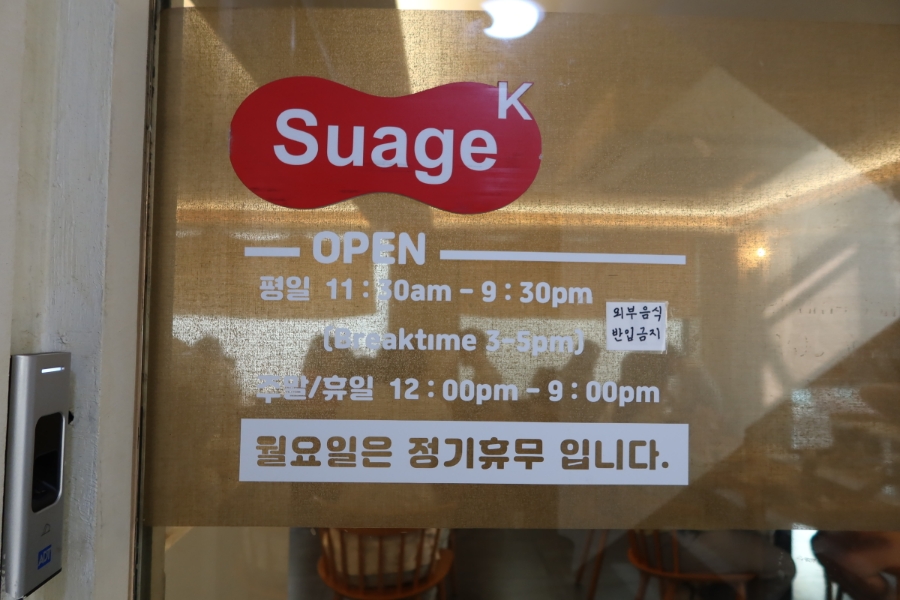 Suage K
OPEN
평일 11:30am - 9:30pm
(Breaktime 3-5pm)
외부음식
반입금지
주말/휴일 12:00pm - 9:00pm
월요일은 정기휴무 입니다.
ADT